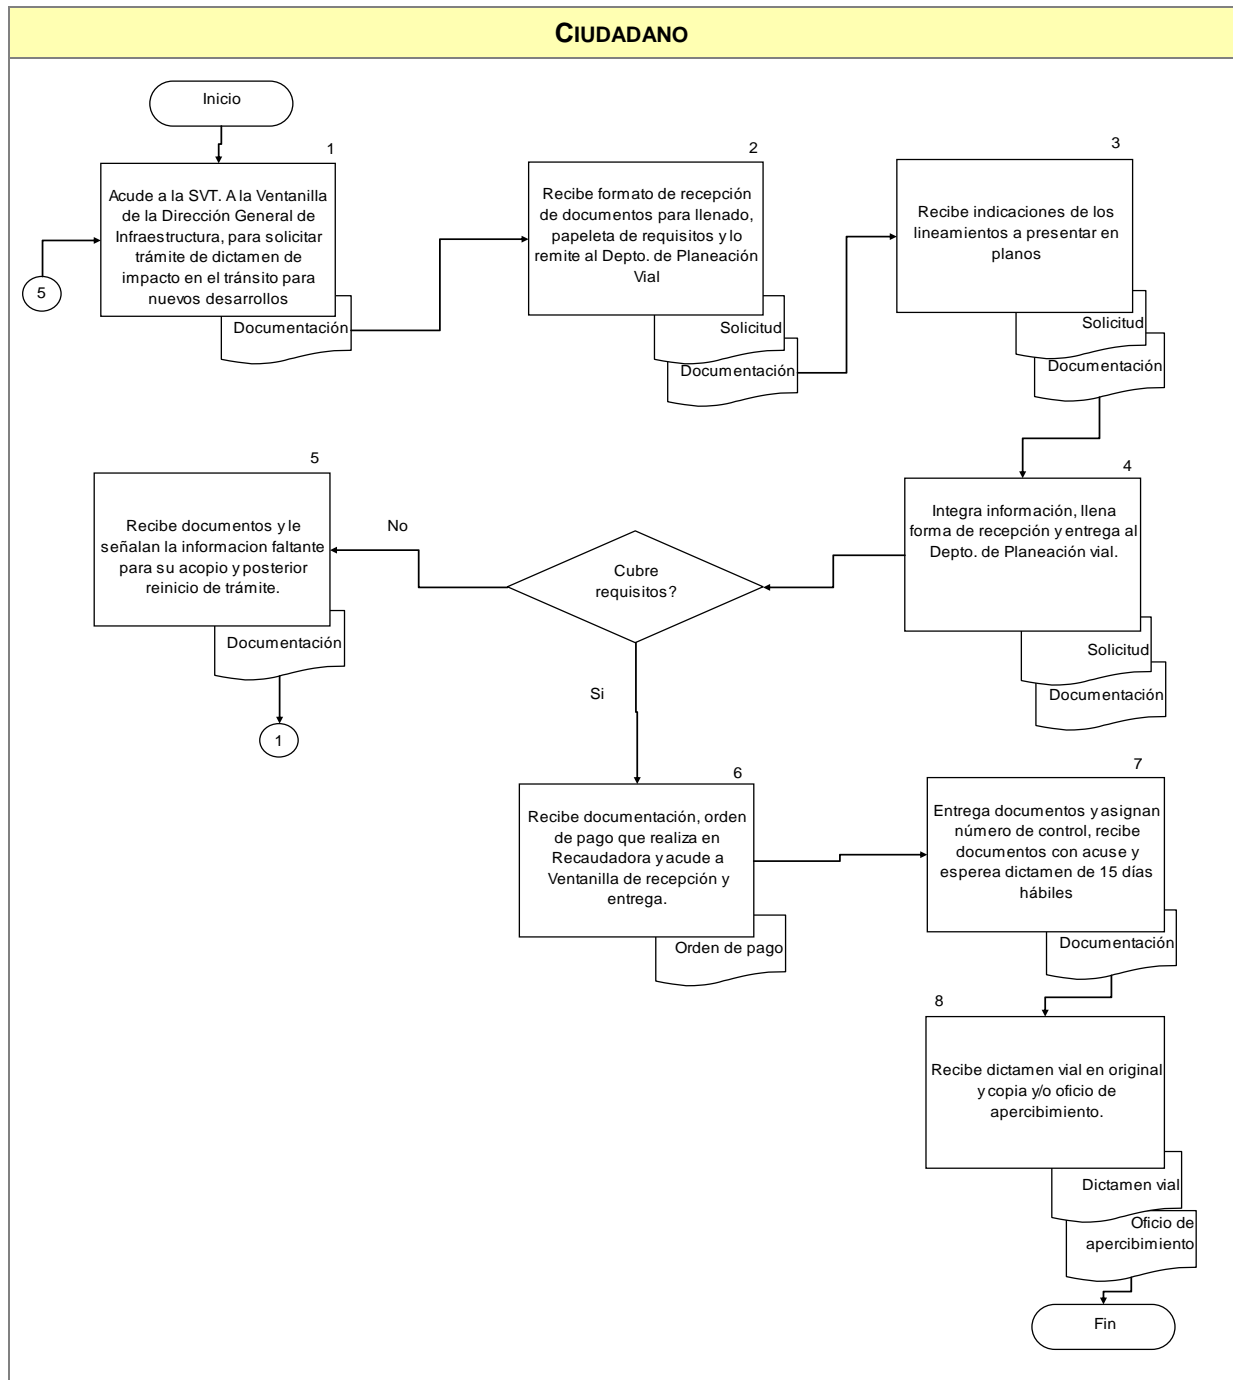 CIUDADANO
Inicio
1
Acude a la SVT. A la Ventanilla
de la Dirección General de
Infraestructura, para solicitar
trámite de dictamen de
impacto en el tránsito para
nuevos desarrollos
Documentación
5
2
Recibe formato de recepción
de documentos para llenado,
papeleta de requisitos y lo
remite al Depto. de Planeación
Vial
Solicitud
Documentación
3
Recibe indicaciones de los
lineamientos a presentar en
planos
Solicitud
Documentación
4
Integra información, llena
forma de recepción y entrega al
Depto. de Planeación vial.
Solicitud
Documentación
Cubre
requisitos?
No
5
Recibe documentos y le
señalan la informacion faltante
para su acopio y posterior
reinicio de trámite.
Documentación
1
Si
6
Recibe documentación, orden
de pago que realiza en
Recaudadora y acude a
Ventanilla de recepción y
entrega.
Orden de pago
7
Entrega documentos y asignan
número de control, recibe
documentos con acuse y
esperea dictamen de 15 días
hábiles
Documentación
8
Recibe dictamen vial en original
y copia y/o oficio de
apercibimiento.
Dictamen vial
Oficio de
apercibimiento
Fin